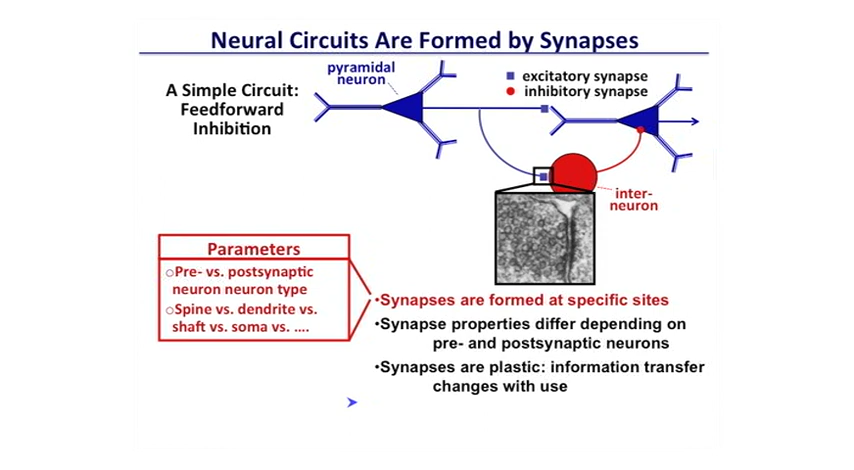 Neural Circuits Are Formed by Synapses
A Simple Circuit:
Feedforward
Inhibition
pyramidal
neuron
excitatory synapse
inhibitory synapse
inter-
neuron
Parameters
○Pre- vs. postsynaptic
neuron neuron type
○Spine vs. dendrite vs.
shaft vs. soma vs. ....
•Synapses are formed at specific sites
•Synapse properties differ depending on
pre- and postsynaptic neurons
•Synapses are plastic: information transfer
changes with use